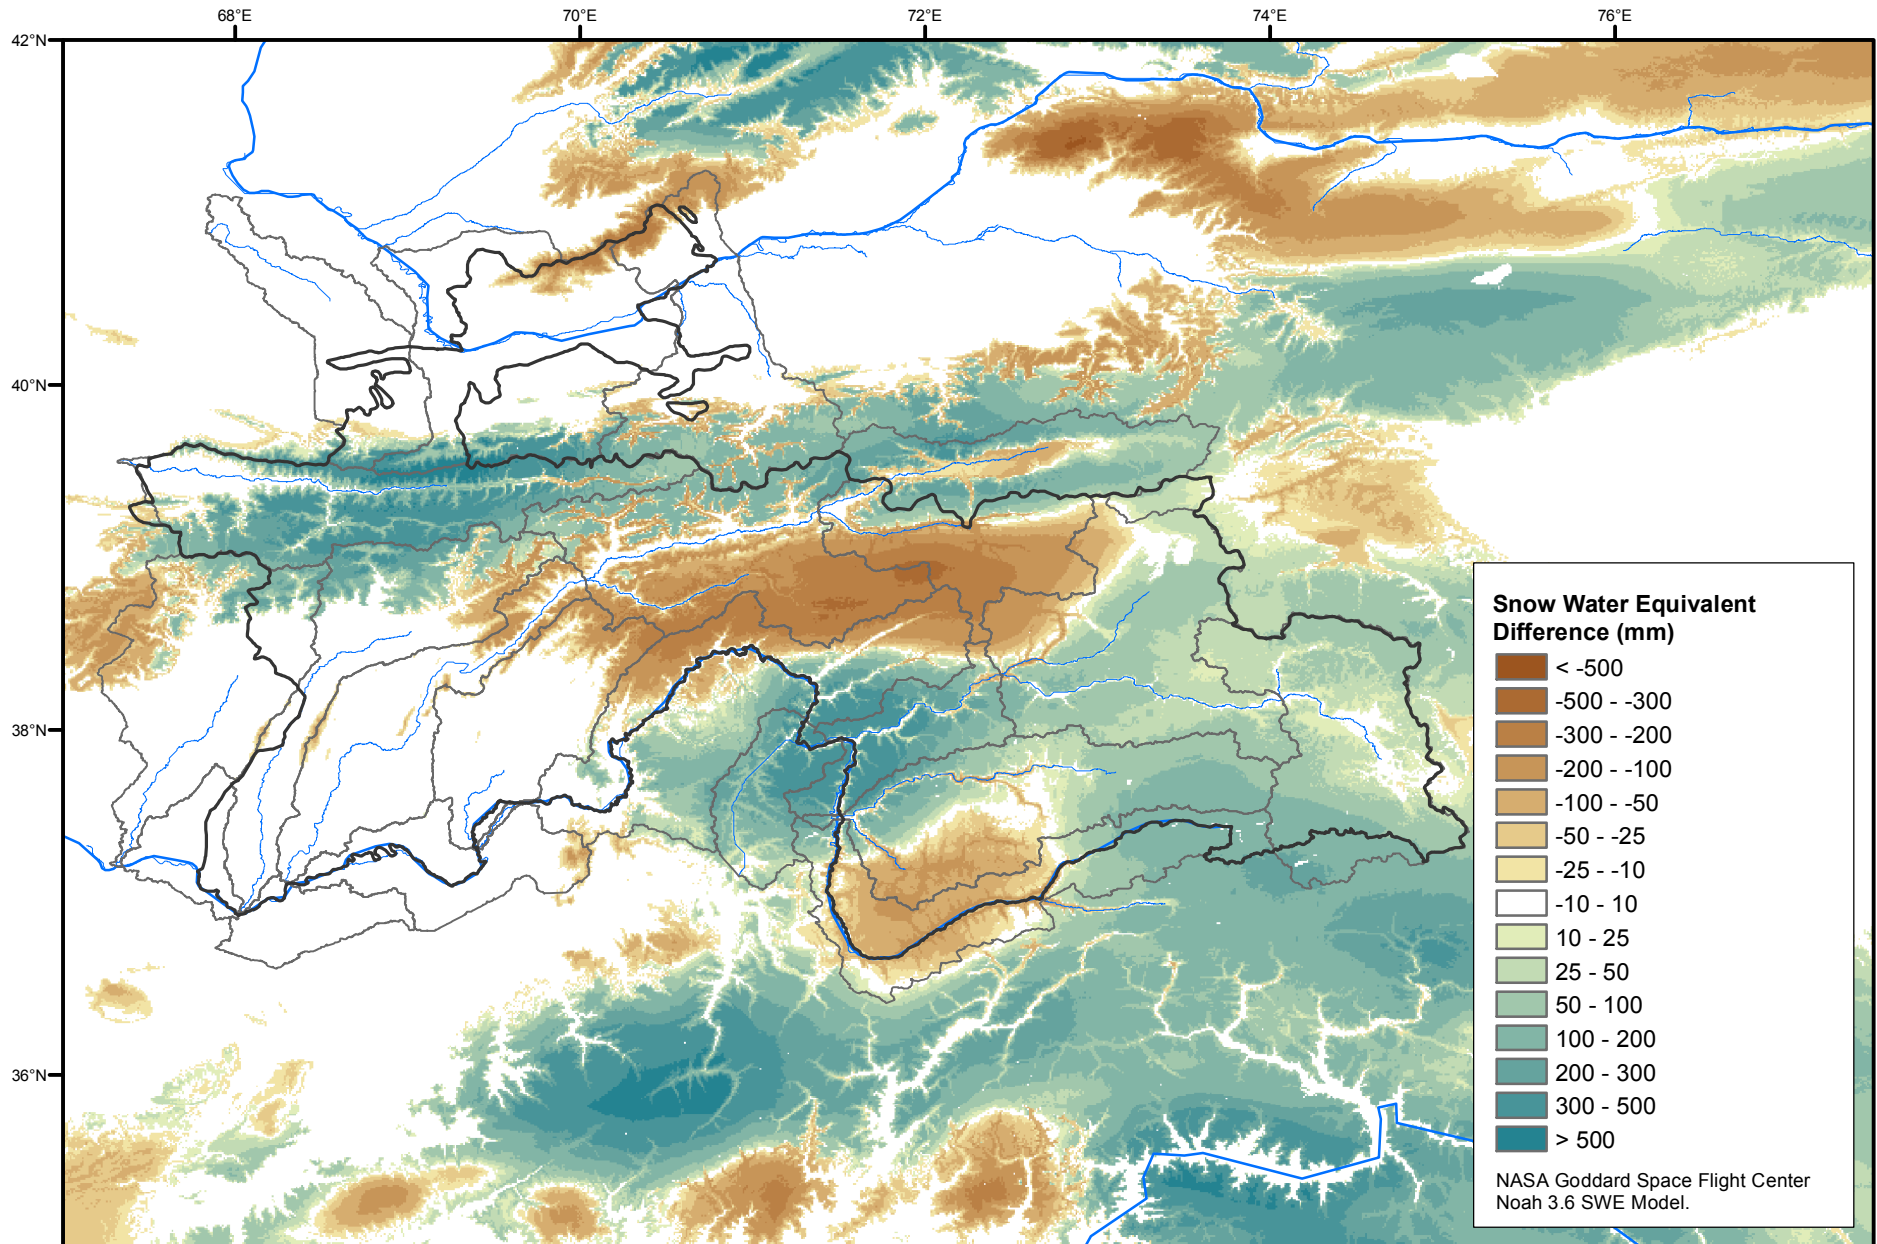 68°E
70°E
72°E
74°E
76°E
42°N
40°N
38°N
36°N
Snow Water Equivalent
Difference (mm)
< -500
-500 - -300
-300 - -200
-200 - -100
-100 - -50
-50 - -25
-25 - -10
-10 - 10
10 - 25
25 - 50
50 - 100
100 - 200
200 - 300
300 - 500
> 500
NASA Goddard Space Flight Center
Noah 3.6 SWE Model.